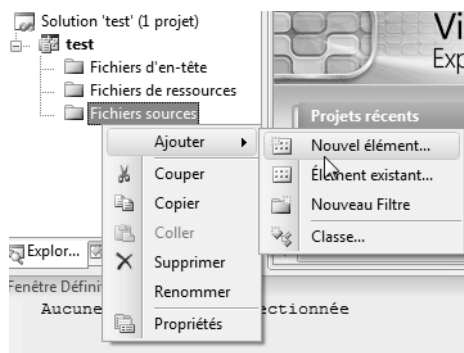 Solution 'test' (1 projet)
test
Fichiers d'en-tête
Fichiers de ressources
Fichiers sources
Vi
Exp
Projets récents
Ajouter
Couper
Copier
Coller
Supprimer
Renommer
Propriétés
Nouvel élément...
Élément existant...
Nouveau Filtre
Classe...
Explor...
Fenêtre Défini
Aucune
ectionnée